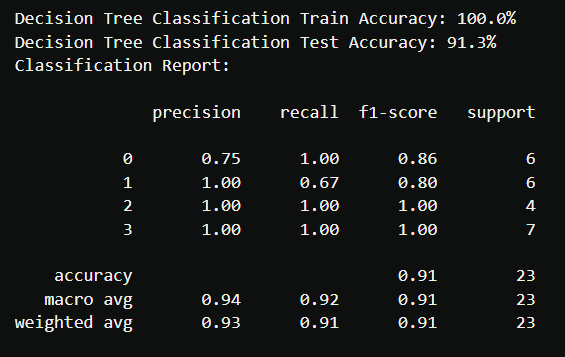 Decision Tree Classification Train Accuracy: 100.0%
Decision Tree Classification Test Accuracy: 91.3%
Classification Report:
precision recall f1-score support
0 0.75 1.00 0.86 6
1 1.00 0.67 0.80 6
2 1.00 1.00 1.00 4
3 1.00 1.00 1.00 7
accuracy 0.91 23
macro avg 0.94 0.92 0.91 23
weighted avg 0.93 0.91 0.91 23